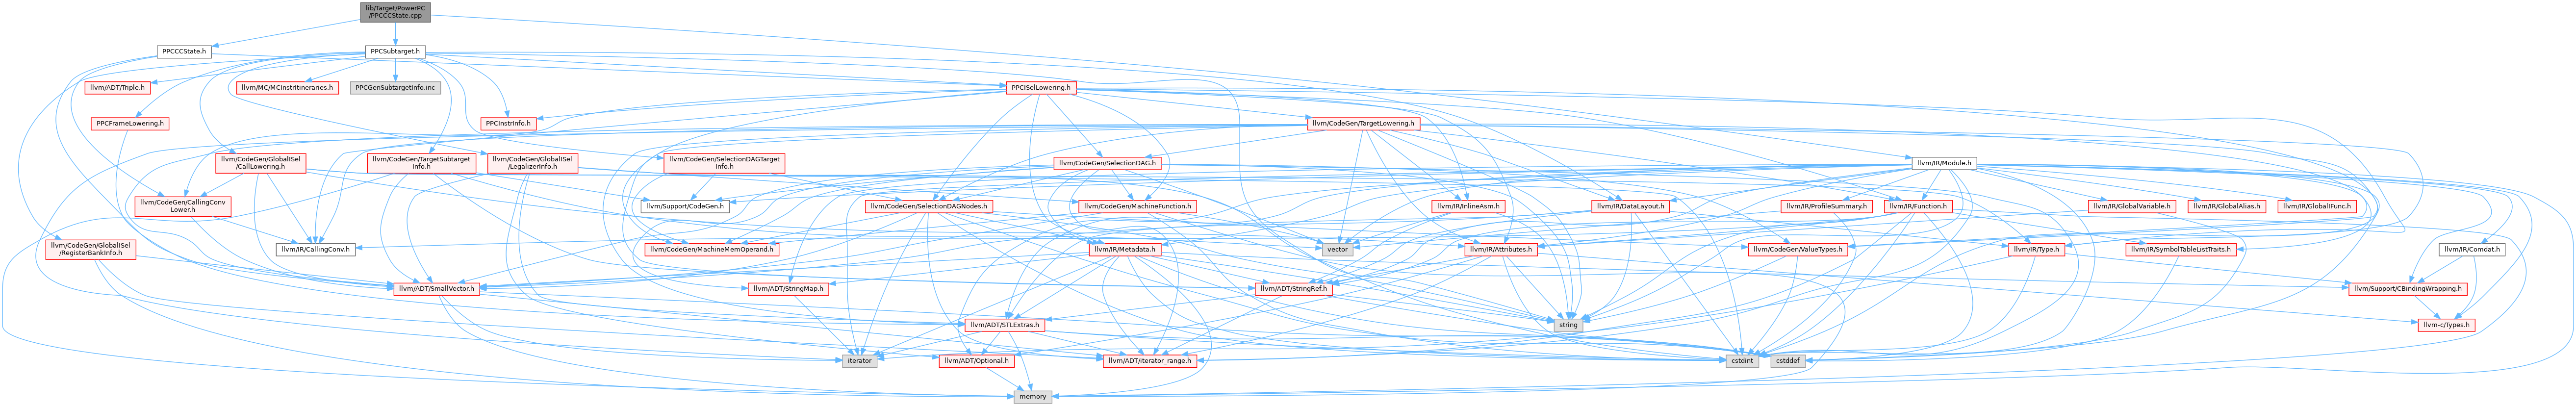 lib/Target/PowerPC
/PPCCCState.cpp
PPCCCState.h
PPCSubtarget.h
llvm/ADT/Triple.h
llvm/MC/MCInstrItineraries.h
PPCGenSubtargetInfo.inc
PPCISelLowering.h
PPCFrameLowering.h
PPCInstrInfo.h
llvm/CodeGen/TargetLowering.h
llvm/CodeGen/GlobalISel
/CallLowering.h
llvm/CodeGen/TargetSubtarget
Info.h
llvm/CodeGen/GlobalISel
/LegalizerInfo.h
llvm/CodeGen/SelectionDAGTarget
Info.h
llvm/CodeGen/SelectionDAG.h
llvm/IR/Module.h
llvm/CodeGen/CallingConv
Lower.h
llvm/Support/CodeGen.h
llvm/CodeGen/SelectionDAGNodes.h
llvm/CodeGen/MachineFunction.h
llvm/IR/InlineAsm.h
llvm/IR/DataLayout.h
llvm/IR/ProfileSummary.h
llvm/IR/Function.h
llvm/IR/GlobalVariable.h
llvm/IR/GlobalAlias.h
llvm/IR/GlobalIFunc.h
llvm/CodeGen/GlobalISel
/RegisterBankInfo.h
llvm/IR/CallingConv.h
llvm/CodeGen/MachineMemOperand.h
llvm/IR/Metadata.h
vector
llvm/IR/Attributes.h
llvm/CodeGen/ValueTypes.h
llvm/IR/Type.h
llvm/IR/SymbolTableListTraits.h
llvm/IR/Comdat.h
llvm/ADT/SmallVector.h
llvm/ADT/StringMap.h
llvm/ADT/StringRef.h
llvm/Support/CBindingWrapping.h
llvm/ADT/STLExtras.h
string
llvm-c/Types.h
iterator
llvm/ADT/Optional.h
llvm/ADT/iterator_range.h
cstdint
cstddef
memory